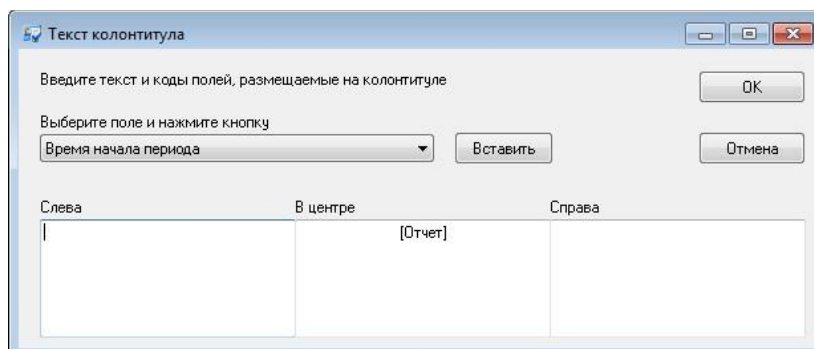 Текст колонтитула
Введите текст и коды полей, размещаемые на колонтитуле
OK
Выберите поле и нажмите кнопку
Время начала периода
Вставить
Отмена
Слева
В центре
Справа
[Отчет]